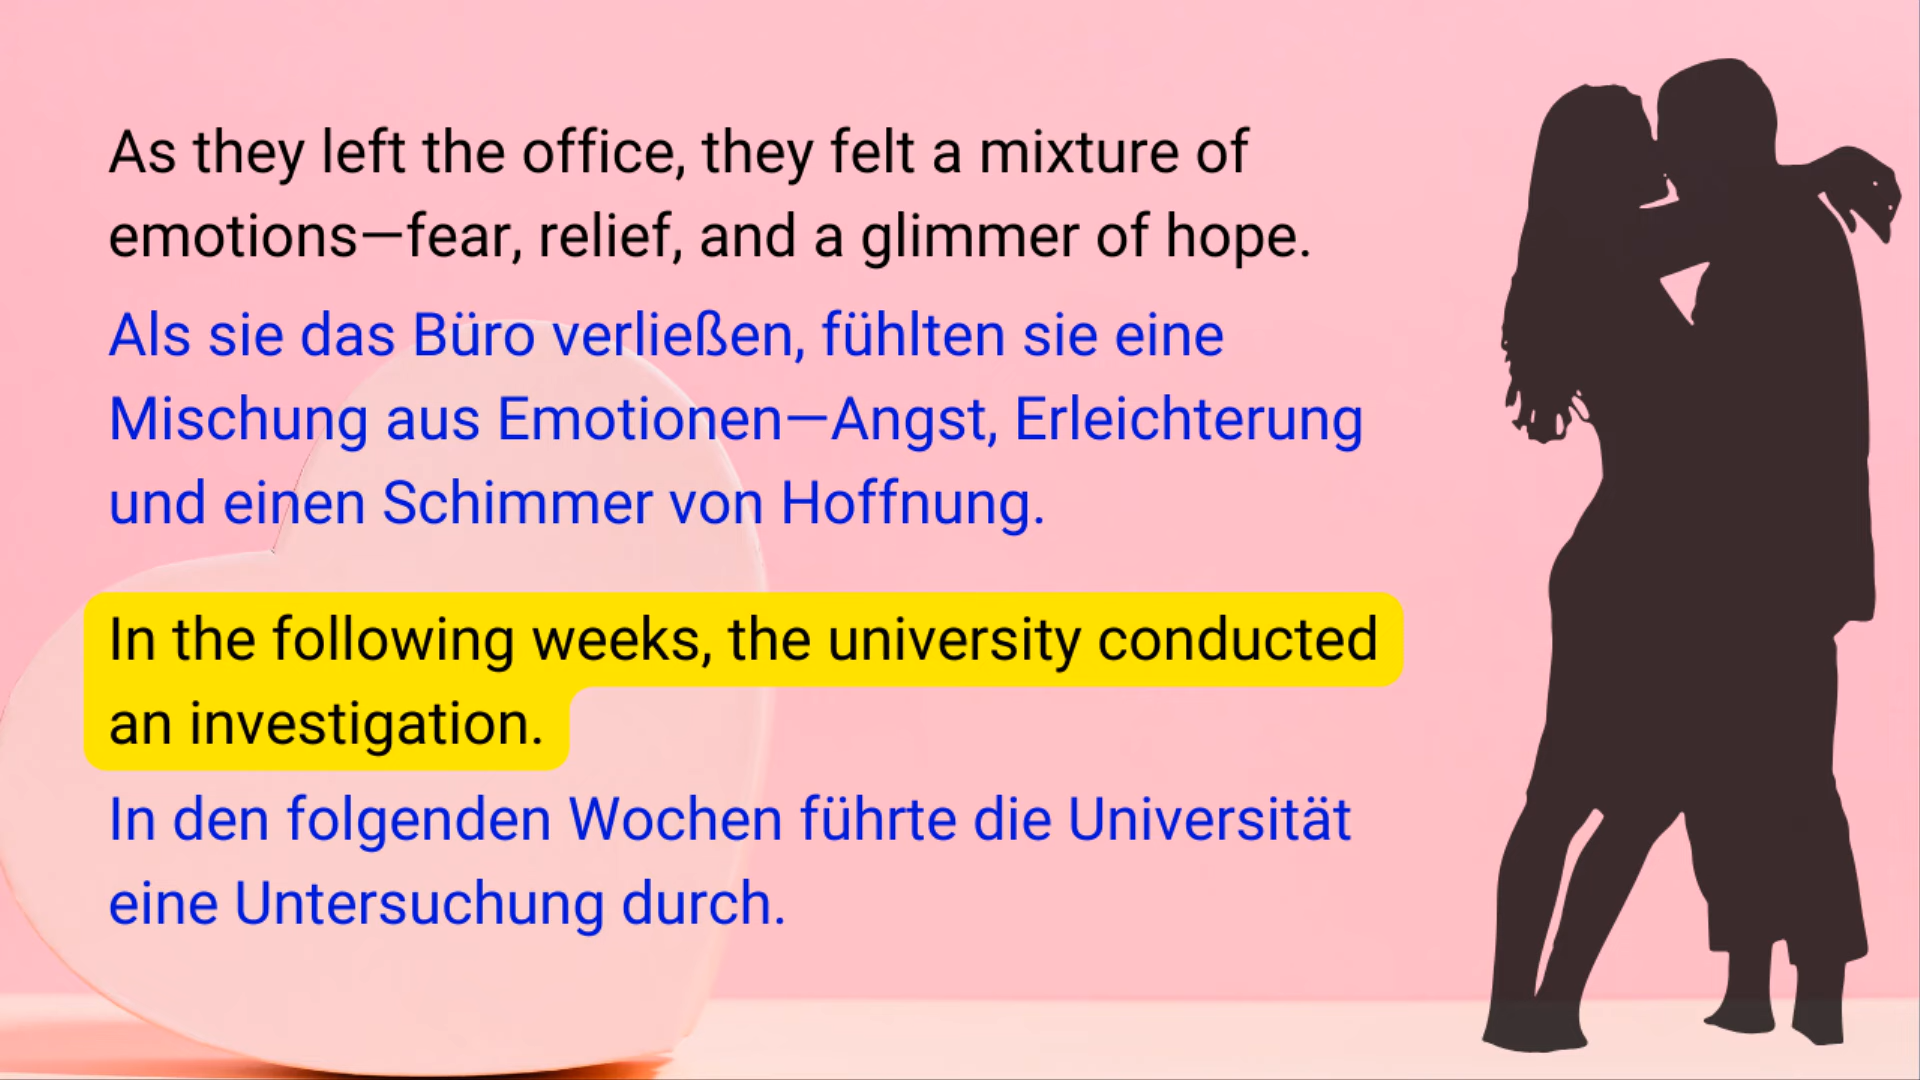 As they left the office, they felt a mixture of
emotions—fear, relief, and a glimmer of hope.
Als sie das Büro verließen, fühlten sie eine
Mischung aus Emotionen—Angst, Erleichterung
und einen Schimmer von Hoffnung.
In the following weeks, the university conducted
an investigation.
In den folgenden Wochen führte die Universität
eine Untersuchung durch.